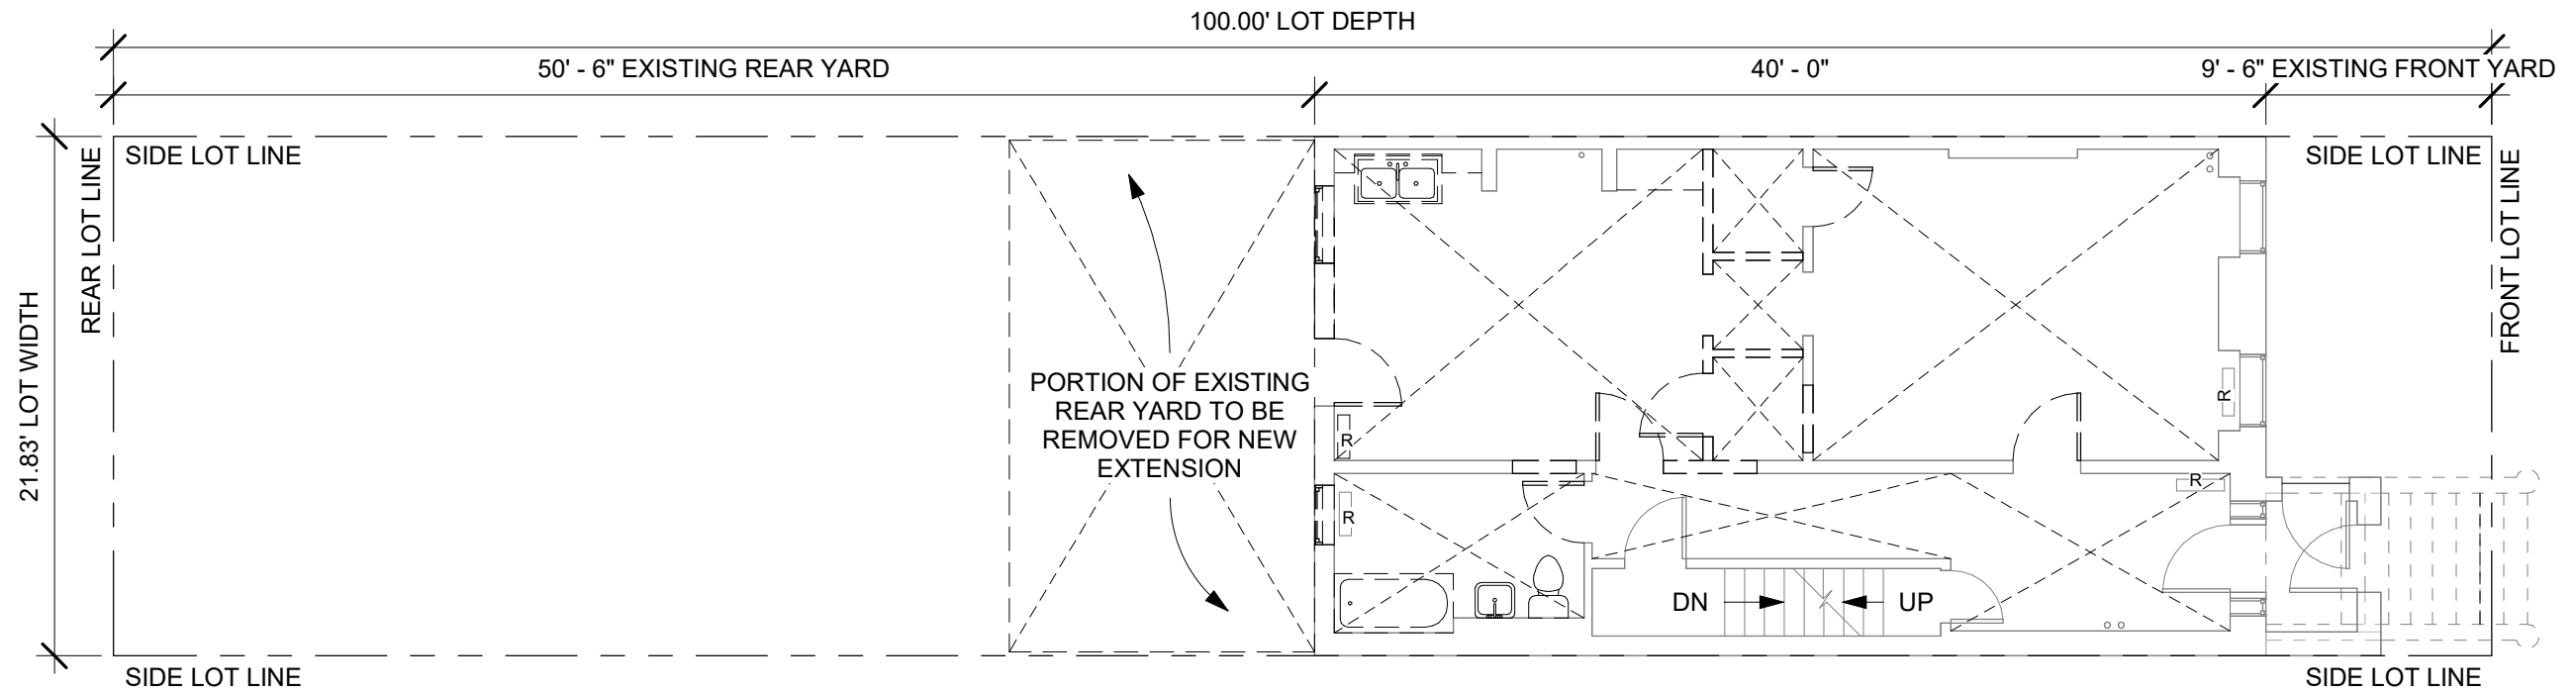 100.00' LOT DEPTH
50' - 6" EXISTING REAR YARD
40' - 0"
9' - 6" EXISTING FRONT YARD
SIDE LOT LINE
SIDE LOT LINE
REAR LOT LINE
FRONT LOT LINE
21.83' LOT WIDTH
PORTION OF EXISTING
REAR YARD TO BE
REMOVED FOR NEW
EXTENSION
R
R
R
R
DN
UP
SIDE LOT LINE
SIDE LOT LINE